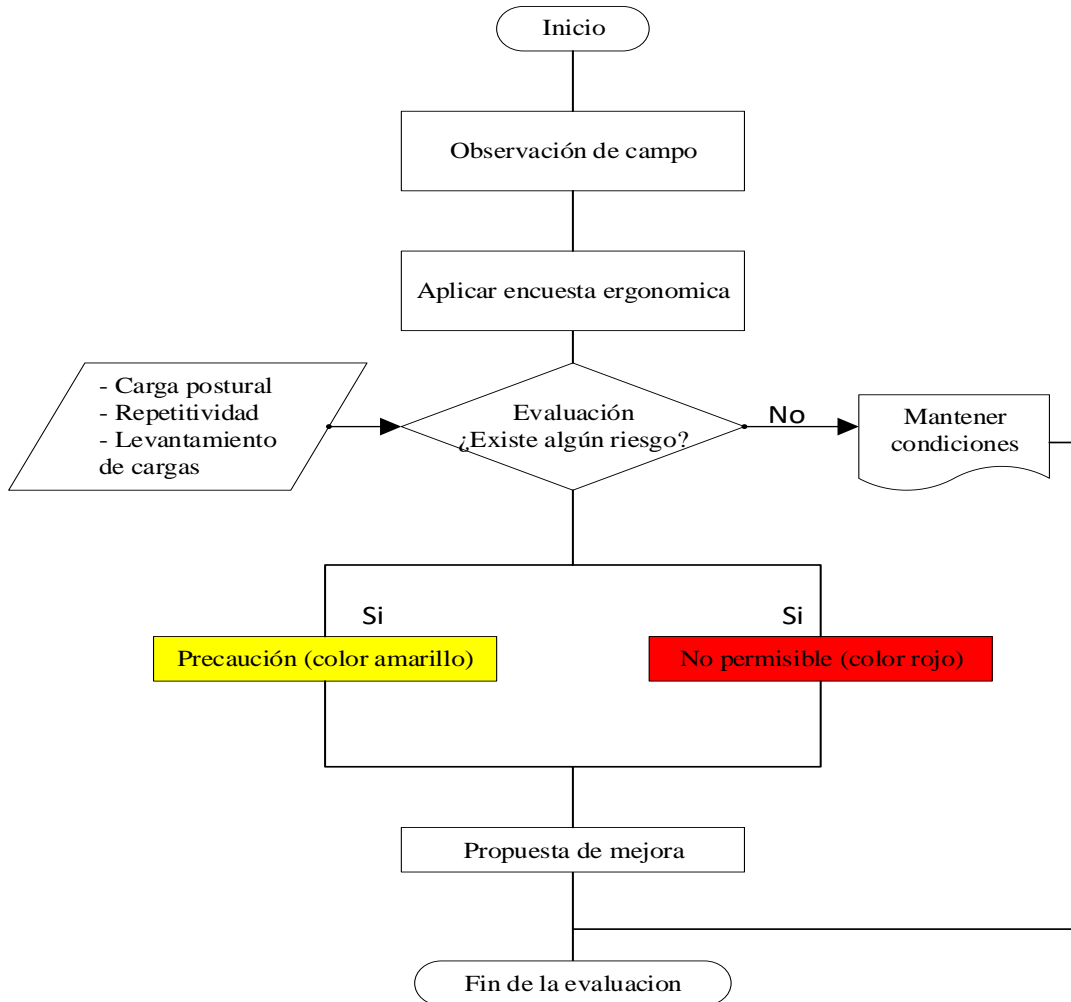 Inicio
Observación de campo
Aplicar encuesta ergonomica
- Carga postural
- Repetitividad
- Levantamiento
de cargas
Evaluación
¿Existe algún riesgo?
No
Mantener
condiciones
Si
Si
Precaución (color amarillo)
No permisible (color rojo)
Propuesta de mejora
Fin de la evaluacion